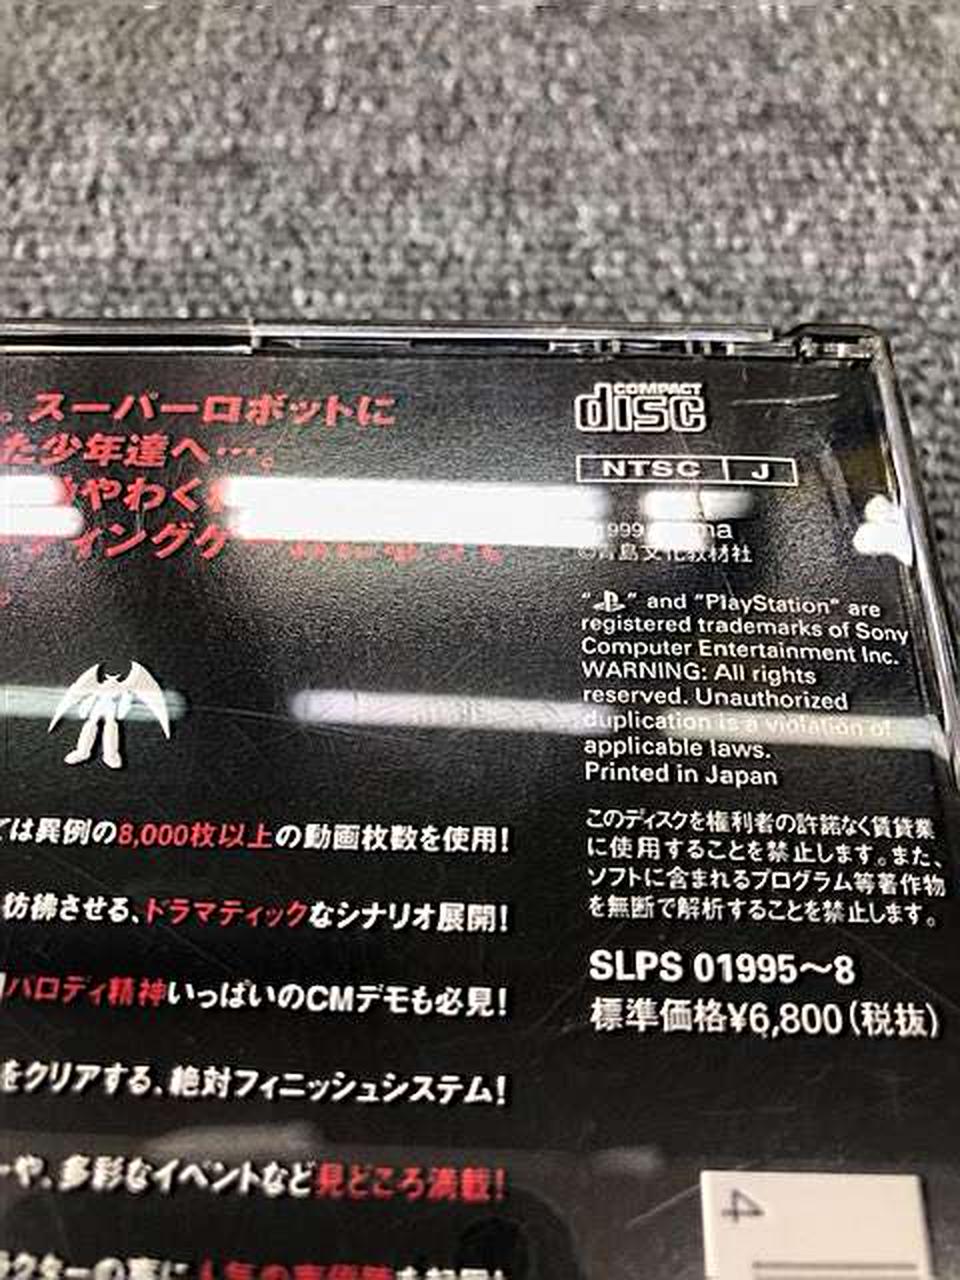 。スーパーロボットに
た少年達へ…。
やわく
ィングゲ
COMPACT
disc
NTSC J
1999
©青島文化教材社
" " and "PlayStation" are
registered trademarks of Sony
Computer Entertainment Inc.
WARNING: All rights
reserved. Unauthorized
duplication is a violation of
applicable laws.
Printed in Japan
このディスクを権利者の許諾なく賃貸業
に使用することを禁止します。また、
ソフトに含まれるプログラム等著作物
を無断で解析することを禁止します。
SLPS 01995〜8
標準価格¥6,800(税抜)
4
は異例の8,000枚以上の動画枚数を使用!
彷彿させる、ドラマティックなシナリオ展開!
パロディ精神いっぱいのCMデモも必見!
をクリアする、絶対フィニッシュシステム!
ーや、多彩なイベントなど見どころ満載!